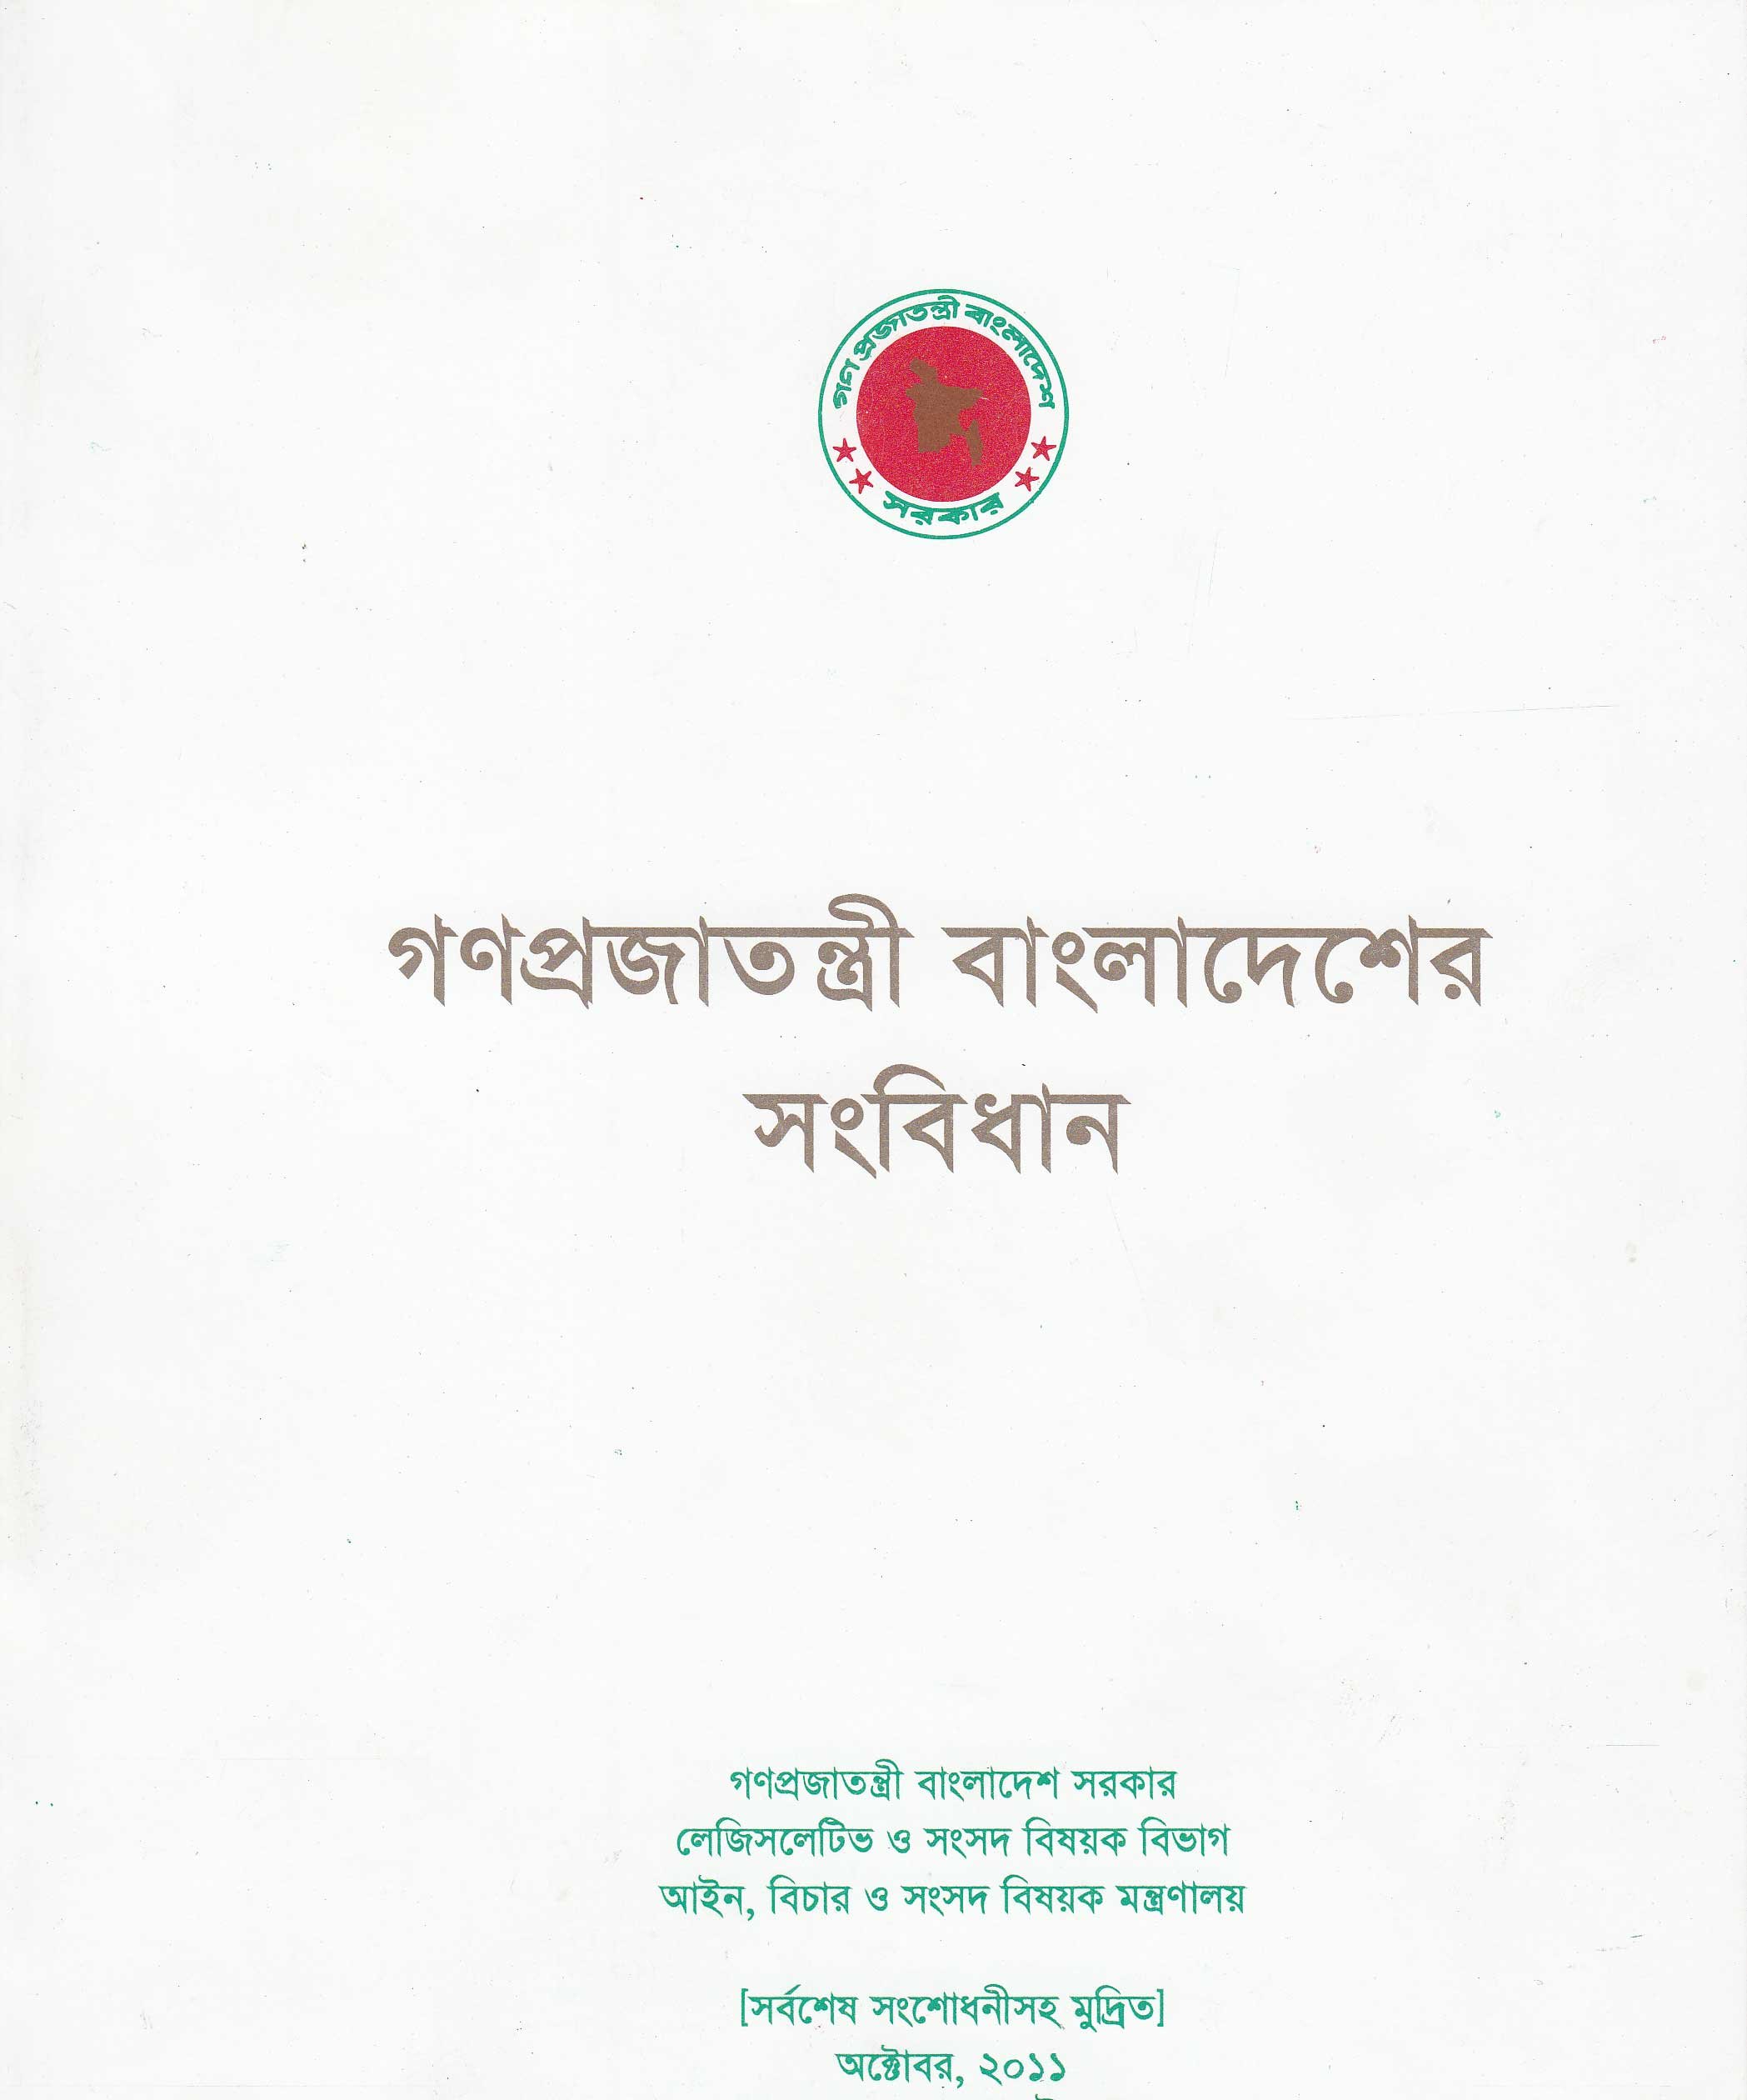 গণপ্রজাতন্ত্রী বাংলাদেশ
সরকার
গণপ্রজাতন্ত্রী বাংলাদেশের
সংবিধান
গণপ্রজাতন্ত্রী বাংলাদেশ সরকার
লেজিসলেটিভ ও সংসদ বিষয়ক বিভাগ
আইন, বিচার ও সংসদ বিষয়ক মন্ত্রণালয়
[সর্বশেষ সংশোধনীসহ মুদ্রিত]
অক্টোবর, ২০১১